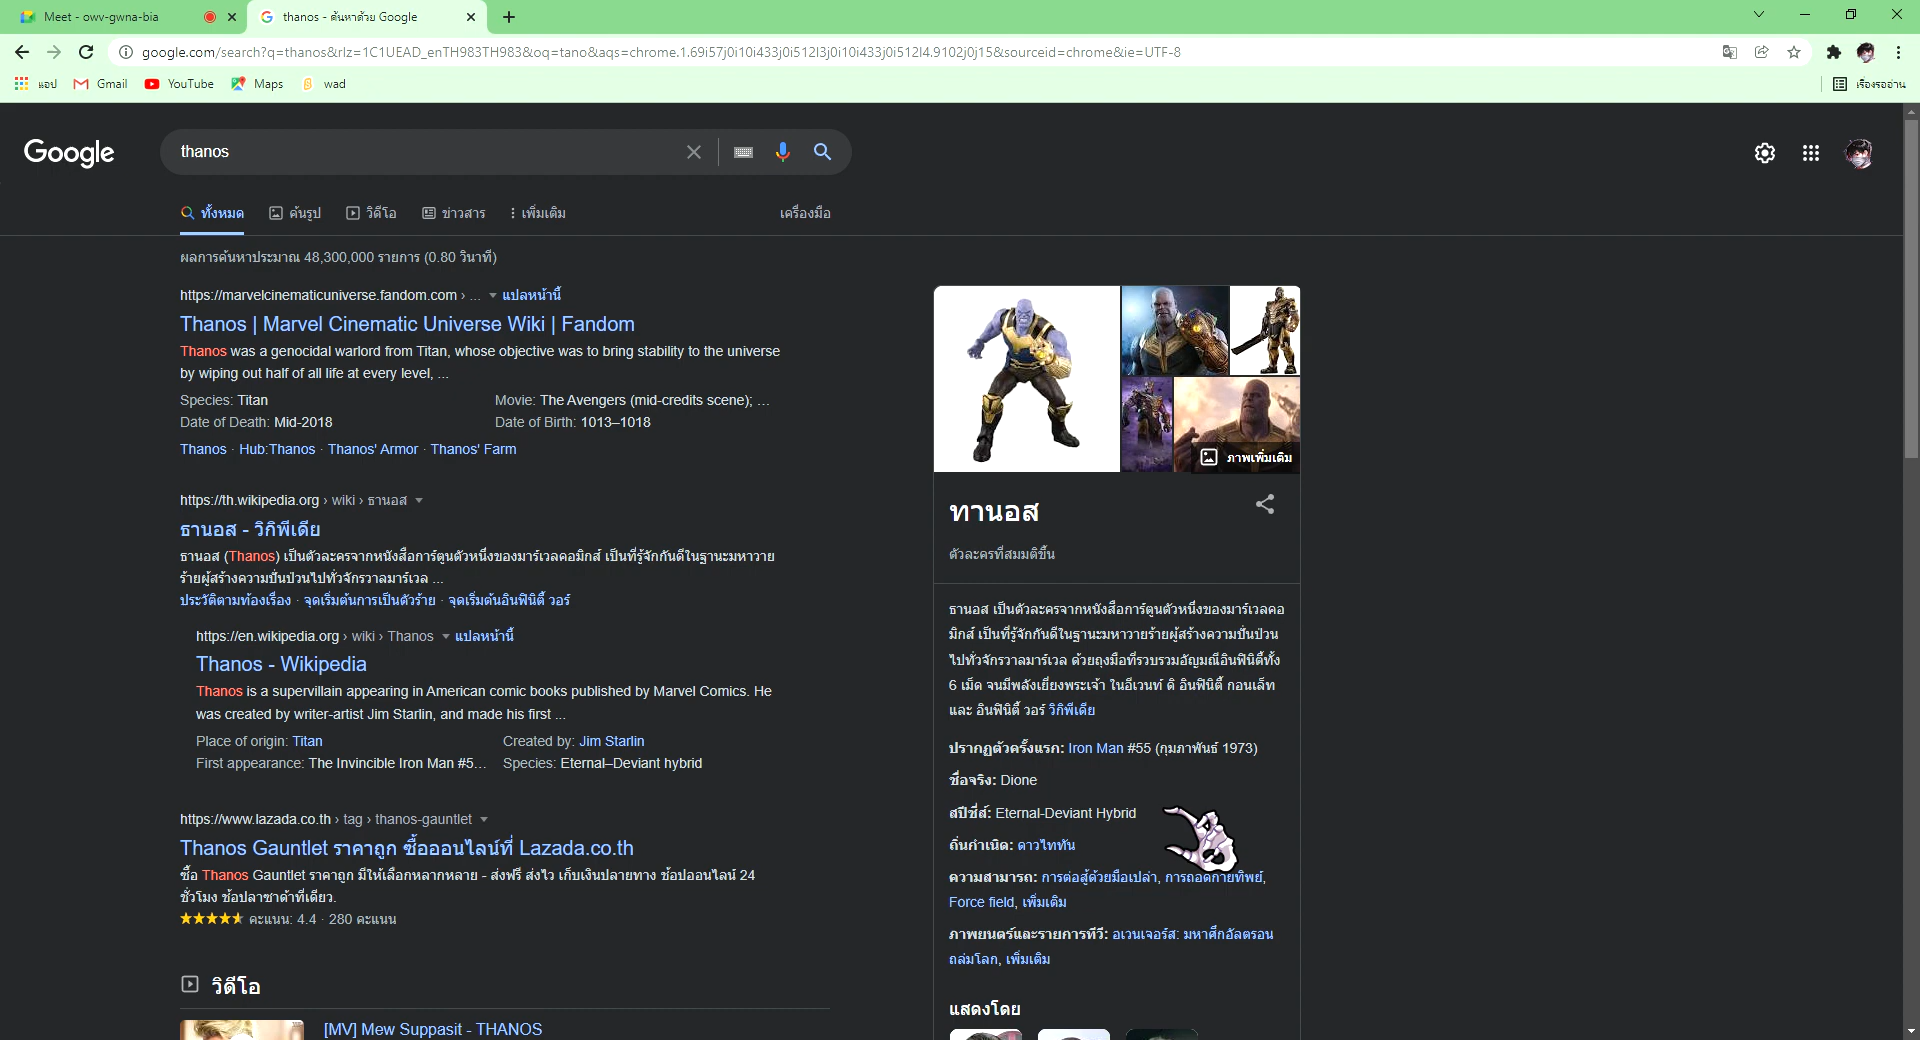 Meet - owv-gwna-bia
thanos - ค้นหาด้วย Google
google.com/search?q=thanos&rlz=1C1UEAD_enTH983TH983&oq=tano&aqs=chrome.1.69i57j0i10i433j0i512l3j0i10i433j0i512l4.9102j0j15&sourceid=chrome&ie=UTF-8
แอป Gmail YouTube Maps wad เรื่องรออ่าน
Google thanos
ทั้งหมด ค้นรูป วิดีโอ ข่าวสาร เพิ่มเติม เครื่องมือ
ผลการค้นหาประมาณ 48,300,000 รายการ (0.80 วินาที)
https://marvelcinematicuniverse.fandom.com › ... แปลหน้านี้
Thanos | Marvel Cinematic Universe Wiki | Fandom
Thanos was a genocidal warlord from Titan, whose objective was to bring stability to the universe
by wiping out half of all life at every level, ...
Species: Titan Movie: The Avengers (mid-credits scene); ...
Date of Death: Mid-2018 Date of Birth: 1013–1018
Thanos · Hub:Thanos · Thanos' Armor · Thanos' Farm
https://th.wikipedia.org › wiki › ธานอส
ธานอส - วิกิพีเดีย
ธานอส (Thanos) เป็นตัวละครจากหนังสือการ์ตูนตัวหนึ่งของมาร์เวลคอมิกส์ เป็นที่รู้จักกันดีในฐานะมหาวาย
ร้ายผู้สร้างความปั่นป่วนไปทั่วจักรวาลมาร์เวล ...
ประวัติตามท้องเรื่อง · จุดเริ่มต้นการเป็นตัวร้าย · จุดเริ่มต้นอินฟินิตี้ วอร์
https://en.wikipedia.org › wiki › Thanos แปลหน้านี้
Thanos - Wikipedia
Thanos is a supervillain appearing in American comic books published by Marvel Comics. He
was created by writer-artist Jim Starlin, and made his first ...
Place of origin: Titan Created by: Jim Starlin
First appearance: The Invincible Iron Man #5... Species: Eternal–Deviant hybrid
https://www.lazada.co.th › tag › thanos-gauntlet
Thanos Gauntlet ราคาถูก ซื้อออนไลน์ที่ Lazada.co.th
ซื้อ Thanos Gauntlet ราคาถูก มีให้เลือกหลากหลาย - ส่งฟรี ส่งไว เก็บเงินปลายทาง ช้อปออนไลน์ 24
ชั่วโมง ช้อปลาซาด้าที่เดียว.
คะแนน: 4.4 · 280 คะแนน
วิดีโอ
[MV] Mew Suppasit - THANOS
ภาพเพิ่มเติม
ทานอส
ตัวละครที่สมมติขึ้น
ธานอส เป็นตัวละครจากหนังสือการ์ตูนตัวหนึ่งของมาร์เวลคอ
มิกส์ เป็นที่รู้จักกันดีในฐานะมหาวายร้ายผู้สร้างความปั่นป่วน
ไปทั่วจักรวาลมาร์เวล ด้วยถุงมือที่รวบรวมอัญมณีอินฟินิตี้ทั้ง
6 เม็ด จนมีพลังเยี่ยงพระเจ้า ในอีเวนท์ ดิ อินฟินิตี้ กอนเล็ท
และ อินฟินิตี้ วอร์ วิกิพีเดีย
ปรากฏตัวครั้งแรก: Iron Man #55 (กุมภาพันธ์ 1973)
ชื่อจริง: Dione
สปีชี่ส์: Eternal-Deviant Hybrid
ถิ่นกำเนิด: ดาวไททัน
ความสามารถ: การต่อสู้ด้วยมือเปล่า, การถอดกายทิพย์,
Force field, เพิ่มเติม
ภาพยนตร์และรายการทีวี: อเวนเจอร์ส: มหาศึกอัลตรอน
ถล่มโลก, เพิ่มเติม
แสดงโดย